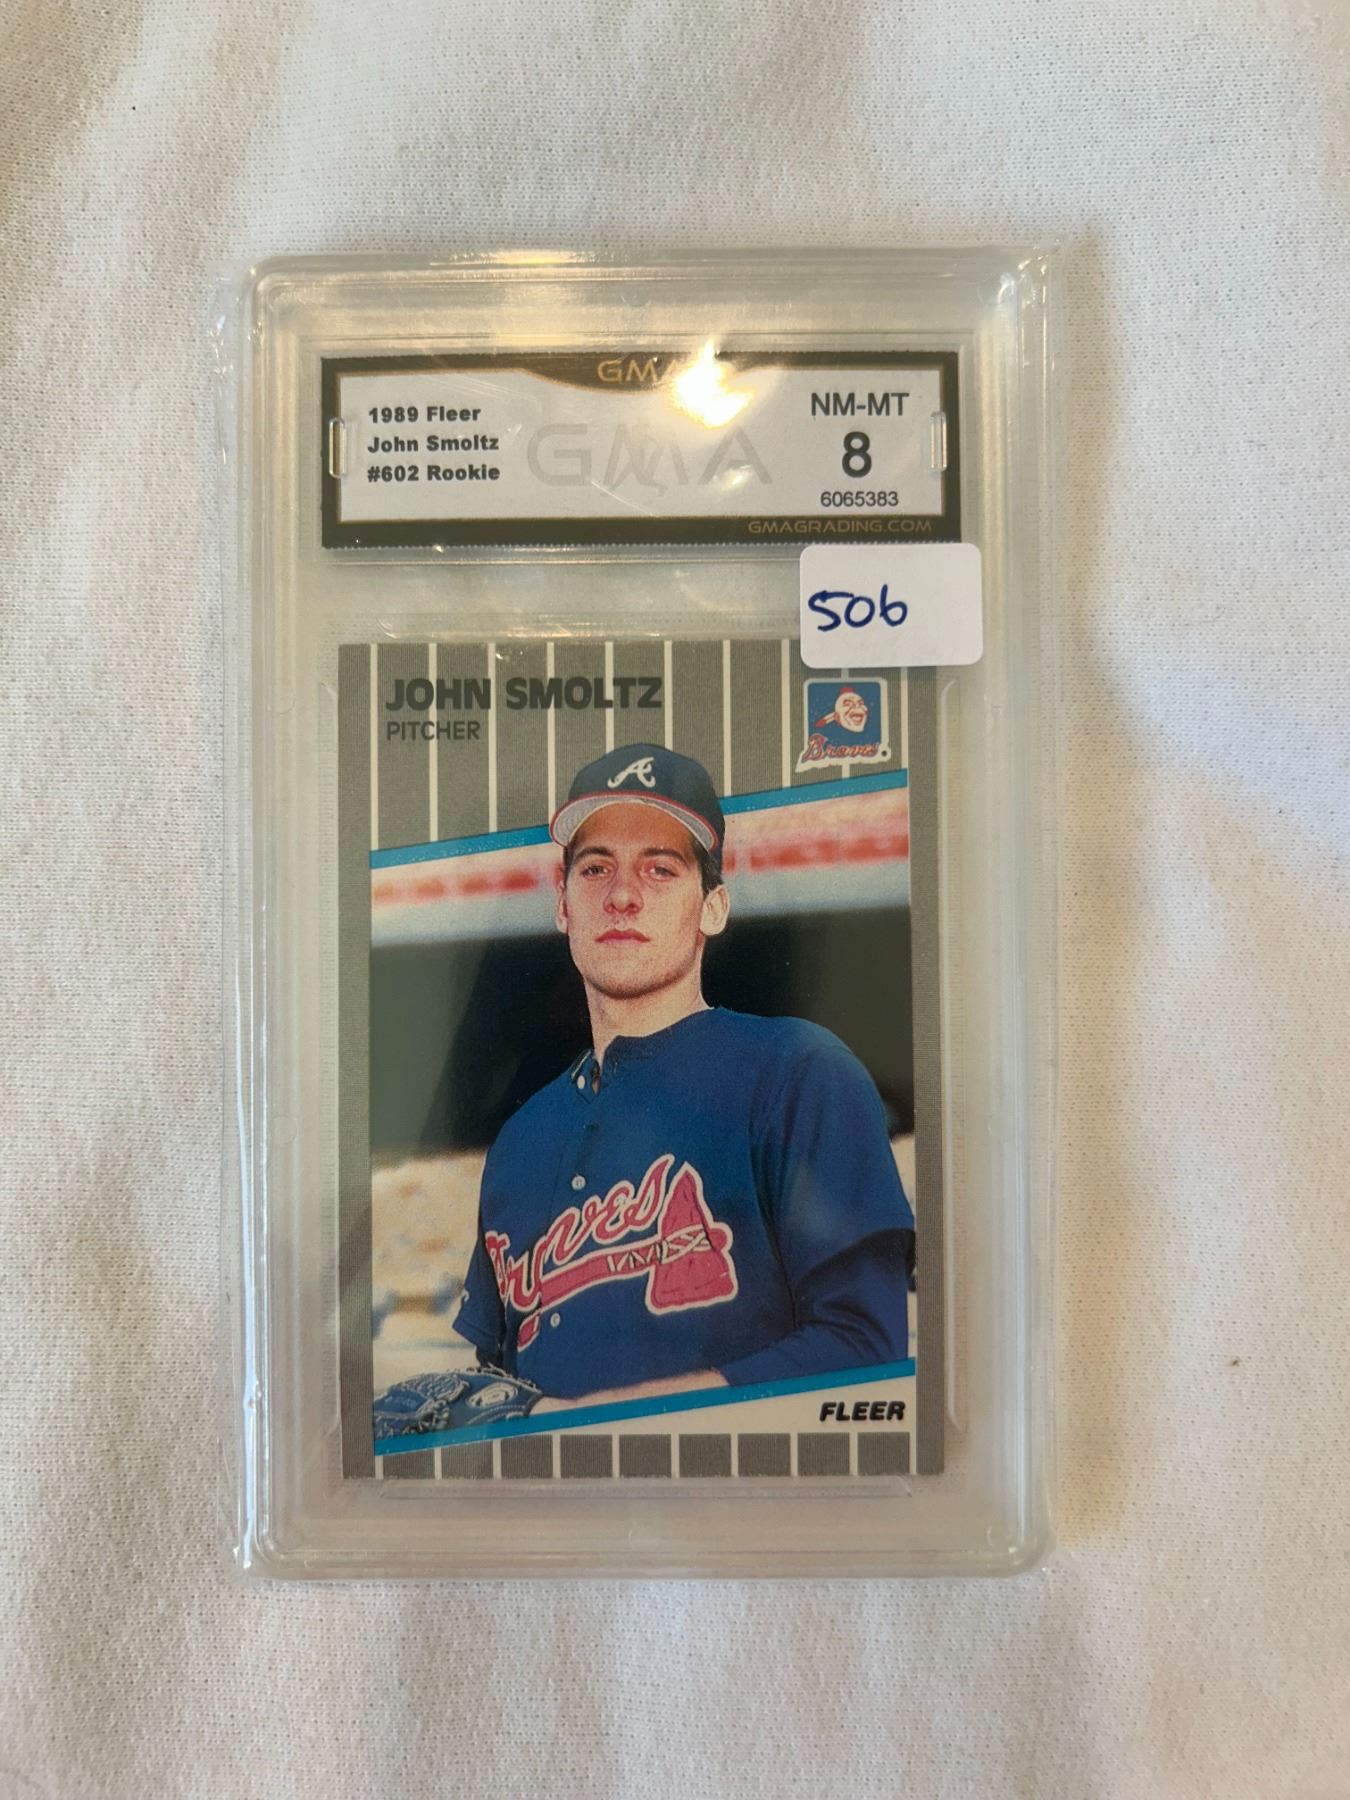 GMA
1989 Fleer
John Smoltz
#602 Rookie
GMA
NM-MT
8
6065383
GMAGRADING.COM
506
JOHN SMOLTZ
PITCHER
Braves
A
Braves
FLEER